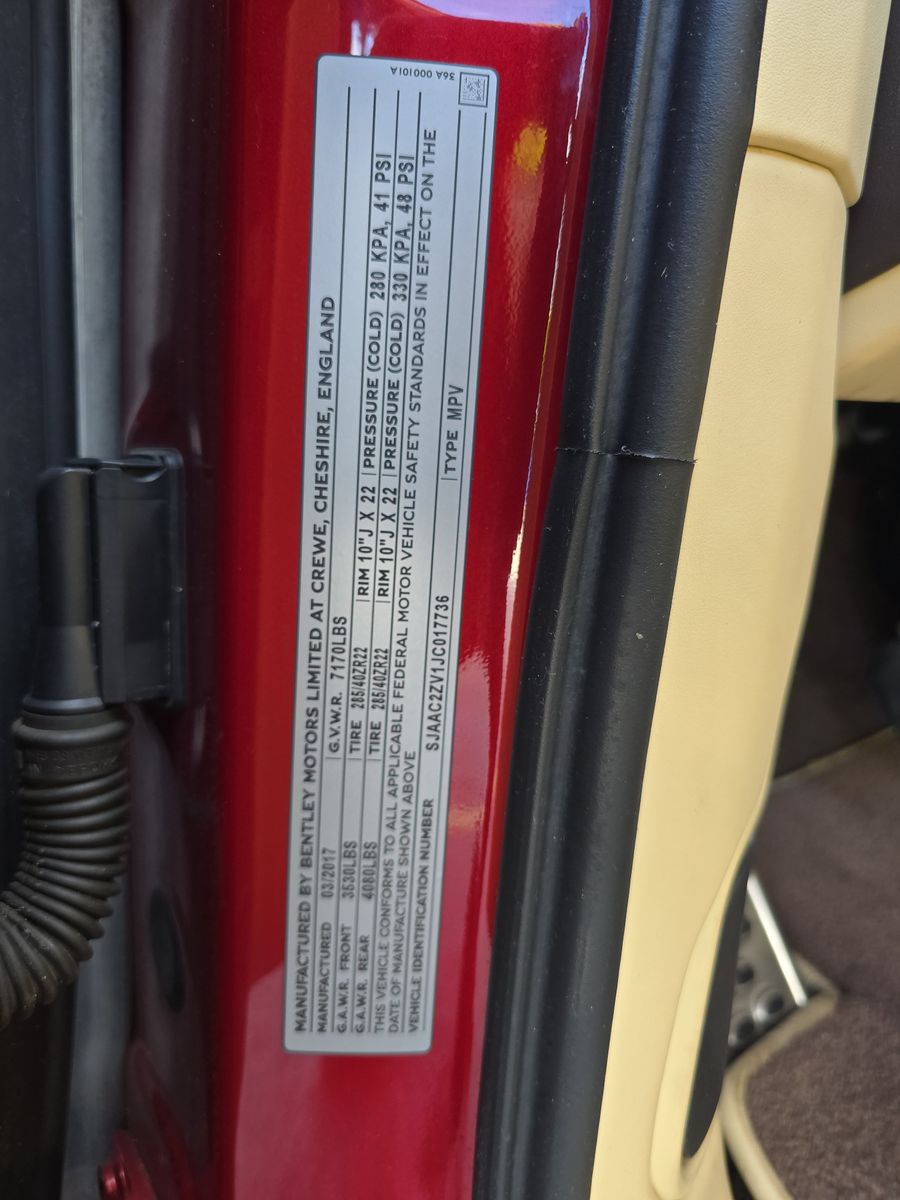 MANUFACTURED BY BENTLEY MOTORS LIMITED AT CREWE, CHESHIRE, ENGLAND
MANUFACTURED 03/2017 G.V.W.R. 7170LBS
G.A.W.R. FRONT 3530LBS TIRE 285/40ZR22 RIM 10"J X 22 PRESSURE (COLD) 280 KPA, 41 PSI
G.A.W.R. REAR 4080LBS TIRE 285/40ZR22 RIM 10"J X 22 PRESSURE (COLD) 330 KPA, 48 PSI
THIS VEHICLE CONFORMS TO ALL APPLICABLE FEDERAL MOTOR VEHICLE SAFETY STANDARDS IN EFFECT ON THE
DATE OF MANUFACTURE SHOWN ABOVE
VEHICLE IDENTIFICATION NUMBER SJAAC2ZV1JC017736 TYPE MPV
36A 000101A